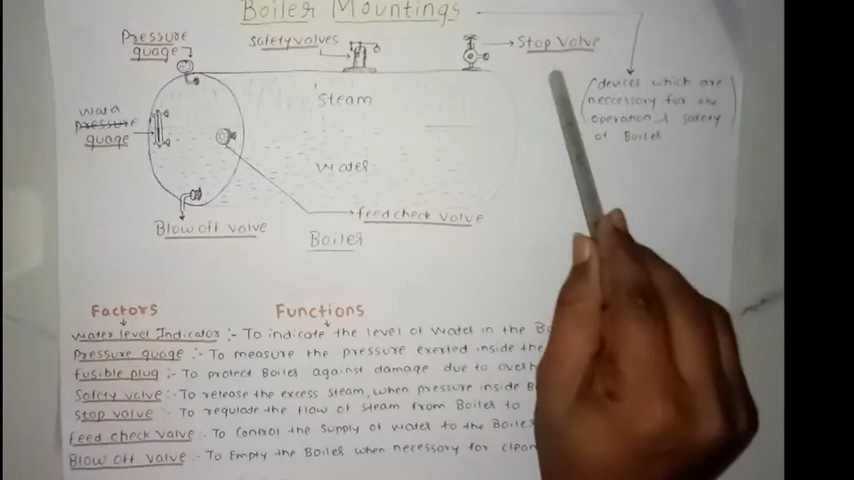 Boiler Mountings
Pressure
guage
safety valves
Stop Valve
devices which are
neccessory for the
operation & safety
of Boiler
Steam
Water
guage
Water
feed check valve
Blow off valve
Boiler
Factors
Functions
Water level Indicator :- To indicate the level of water in the Bo
Pressure guage :- To measure the pressure exerted inside the
fusible plug :- To protect Boiler against damage due to overh
Safety valve :- To release the excess steam, when pressure inside B
Stop valve :- To regulate the flow of steam from Boiler to
feed check valve :- To control the supply of water to the Boiler
Blow off valve :- To Empty the Boiler when necessary for clean